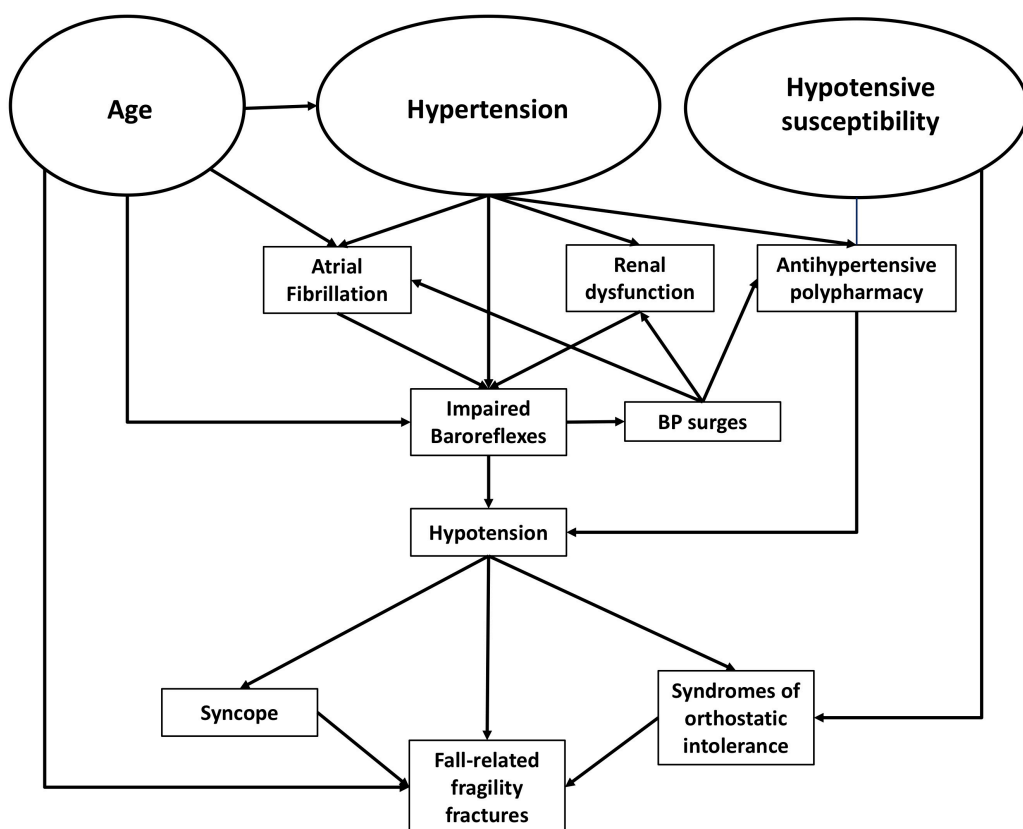 Age
Hypertension
Hypotensive
susceptibility
Atrial
Fibrillation
Renal
dysfunction
Antihypertensive
polypharmacy
Impaired
Baroreflexes
BP surges
Hypotension
Syncope
Syndromes of
orthostatic
intolerance
Fall-related
fragility
fractures